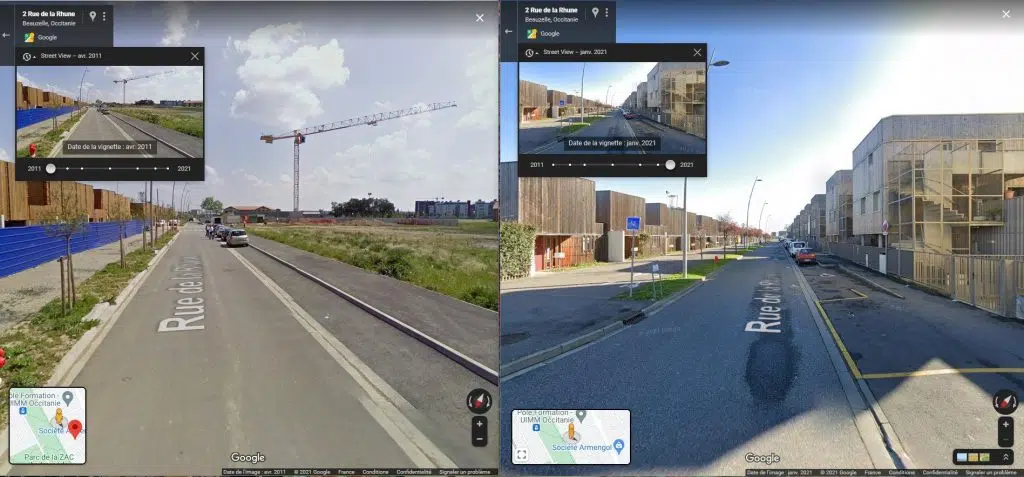 2 Rue de la Rhune
Beauzelle, Occitanie
Google
Street View – avr. 2011
Date de la vignette : avr. 2011
2011
2021
Rue de la
Pole Formation -
UIMM Occitanie
Société
Parc de la ZAC
Google
Date de l'image : avr. 2011
© 2021 Google
France
Conditions
Confidentialité
Signaler un problème
2 Rue de la Rhune
Beauzelle, Occitanie
Google
Street View – janv. 2021
Date de la vignette : janv. 2021
2011
2021
Rue de
Pole Formation -
UIMM Occitanie
Société Armengol
Google
Date de l'image : janv. 2021
© 2021 Google
France
Conditions
Confidentialité
Signaler un problème